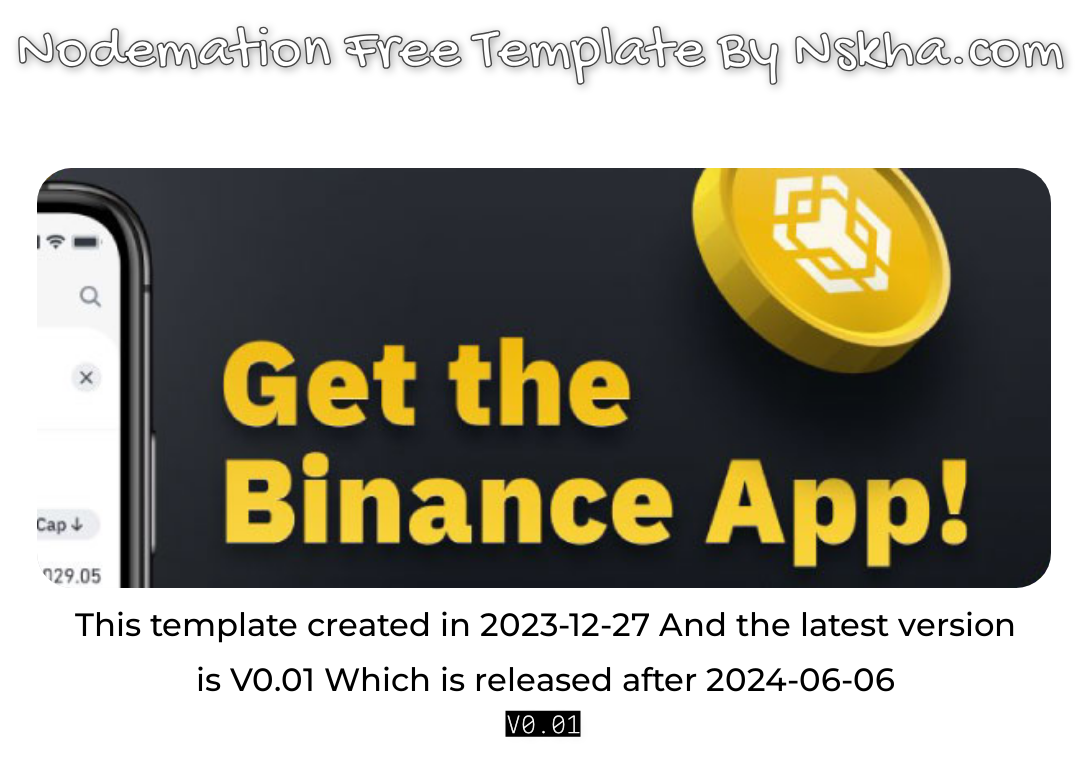 Nodemation Free Template By Nskha.com
Get the
Binance App!
Cap ↓
029.05
This template created in 2023-12-27 And the latest version
is V0.01 Which is released after 2024-06-06
V0.01